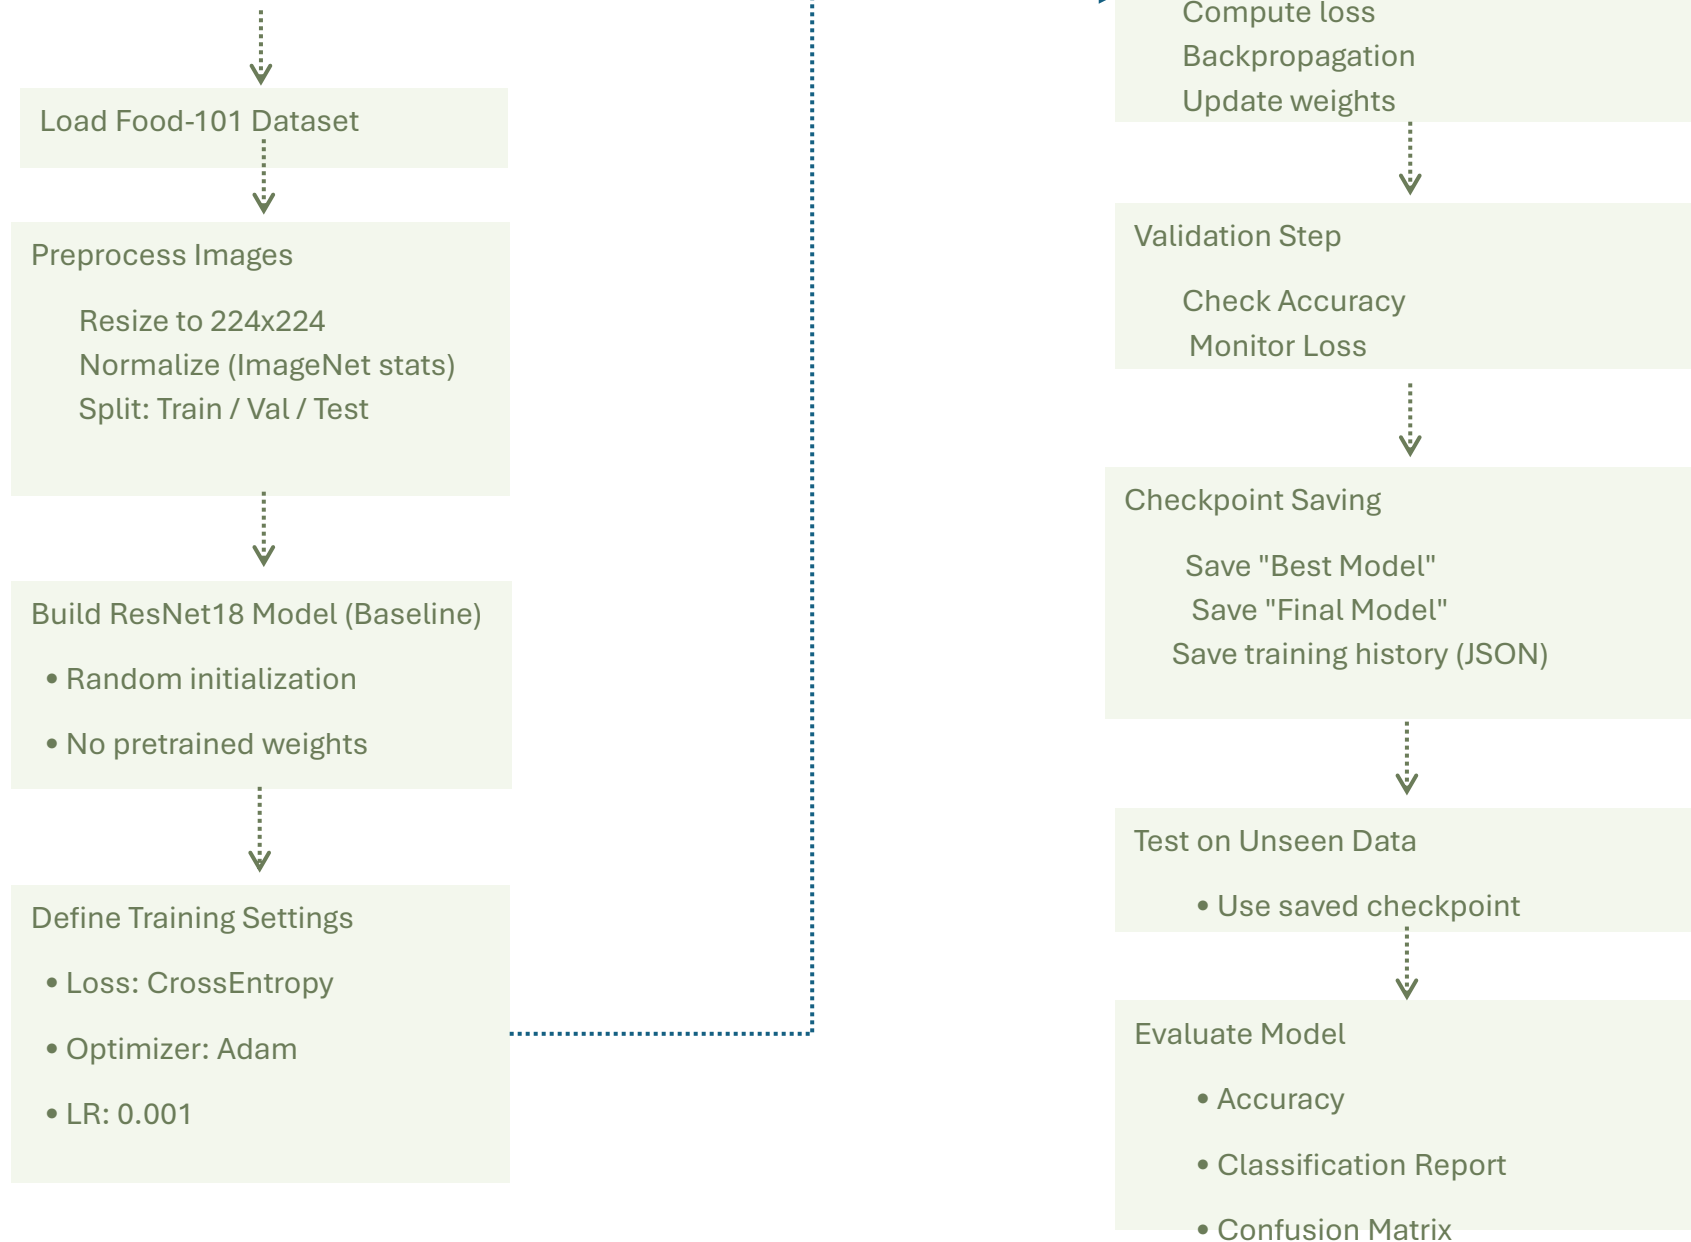 Load Food-101 Dataset
Preprocess Images
Resize to 224x224
Normalize (ImageNet stats)
Split: Train / Val / Test
Build ResNet18 Model (Baseline)
• Random initialization
• No pretrained weights
Define Training Settings
• Loss: CrossEntropy
• Optimizer: Adam
• LR: 0.001
Compute loss
Backpropagation
Update weights
Validation Step
Check Accuracy
Monitor Loss
Checkpoint Saving
Save "Best Model"
Save "Final Model"
Save training history (JSON)
Test on Unseen Data
• Use saved checkpoint
Evaluate Model
• Accuracy
• Classification Report
• Confusion Matrix